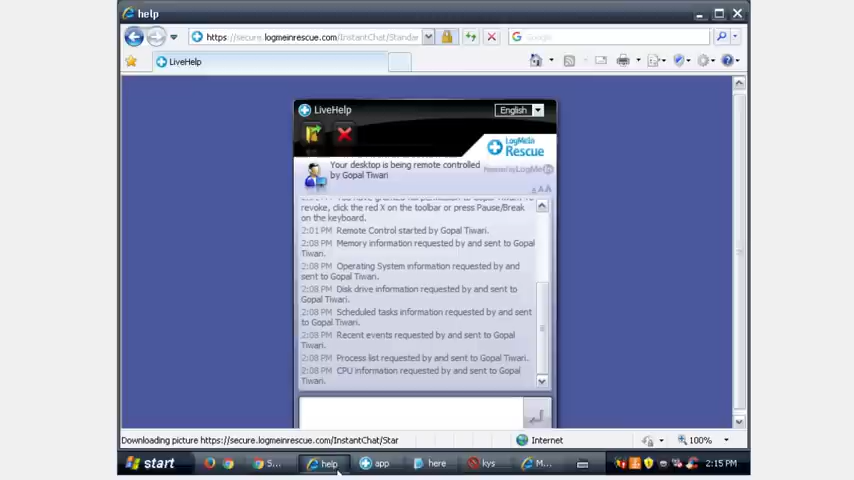 help
https://secure.logmeinrescue.com/InstantChat/Standar
Google
LiveHelp
LiveHelp
English
LogMeIn
Rescue
Your desktop is being remote controlled
by Gopal Tiwari
Powered by LogMeIn
AAA
revoke, click the red X on the toolbar or press Pause/Break
on the keyboard.
2:01 PM Remote Control started by Gopal Tiwari.
2:08 PM Memory information requested by and sent to Gopal
Tiwari.
2:08 PM Operating System information requested by and
sent to Gopal Tiwari.
2:08 PM Disk drive information requested by and sent to
Gopal Tiwari.
2:08 PM Scheduled tasks information requested by and sent
to Gopal Tiwari.
2:08 PM Recent events requested by and sent to Gopal
Tiwari.
2:08 PM Process list requested by and sent to Gopal Tiwari.
2:08 PM CPU information requested by and sent to Gopal
Tiwari.
Downloading picture https://secure.logmeinrescue.com/InstantChat/Star
Internet
100%
start
S...
help
app
here
kys
M...
2:15 PM